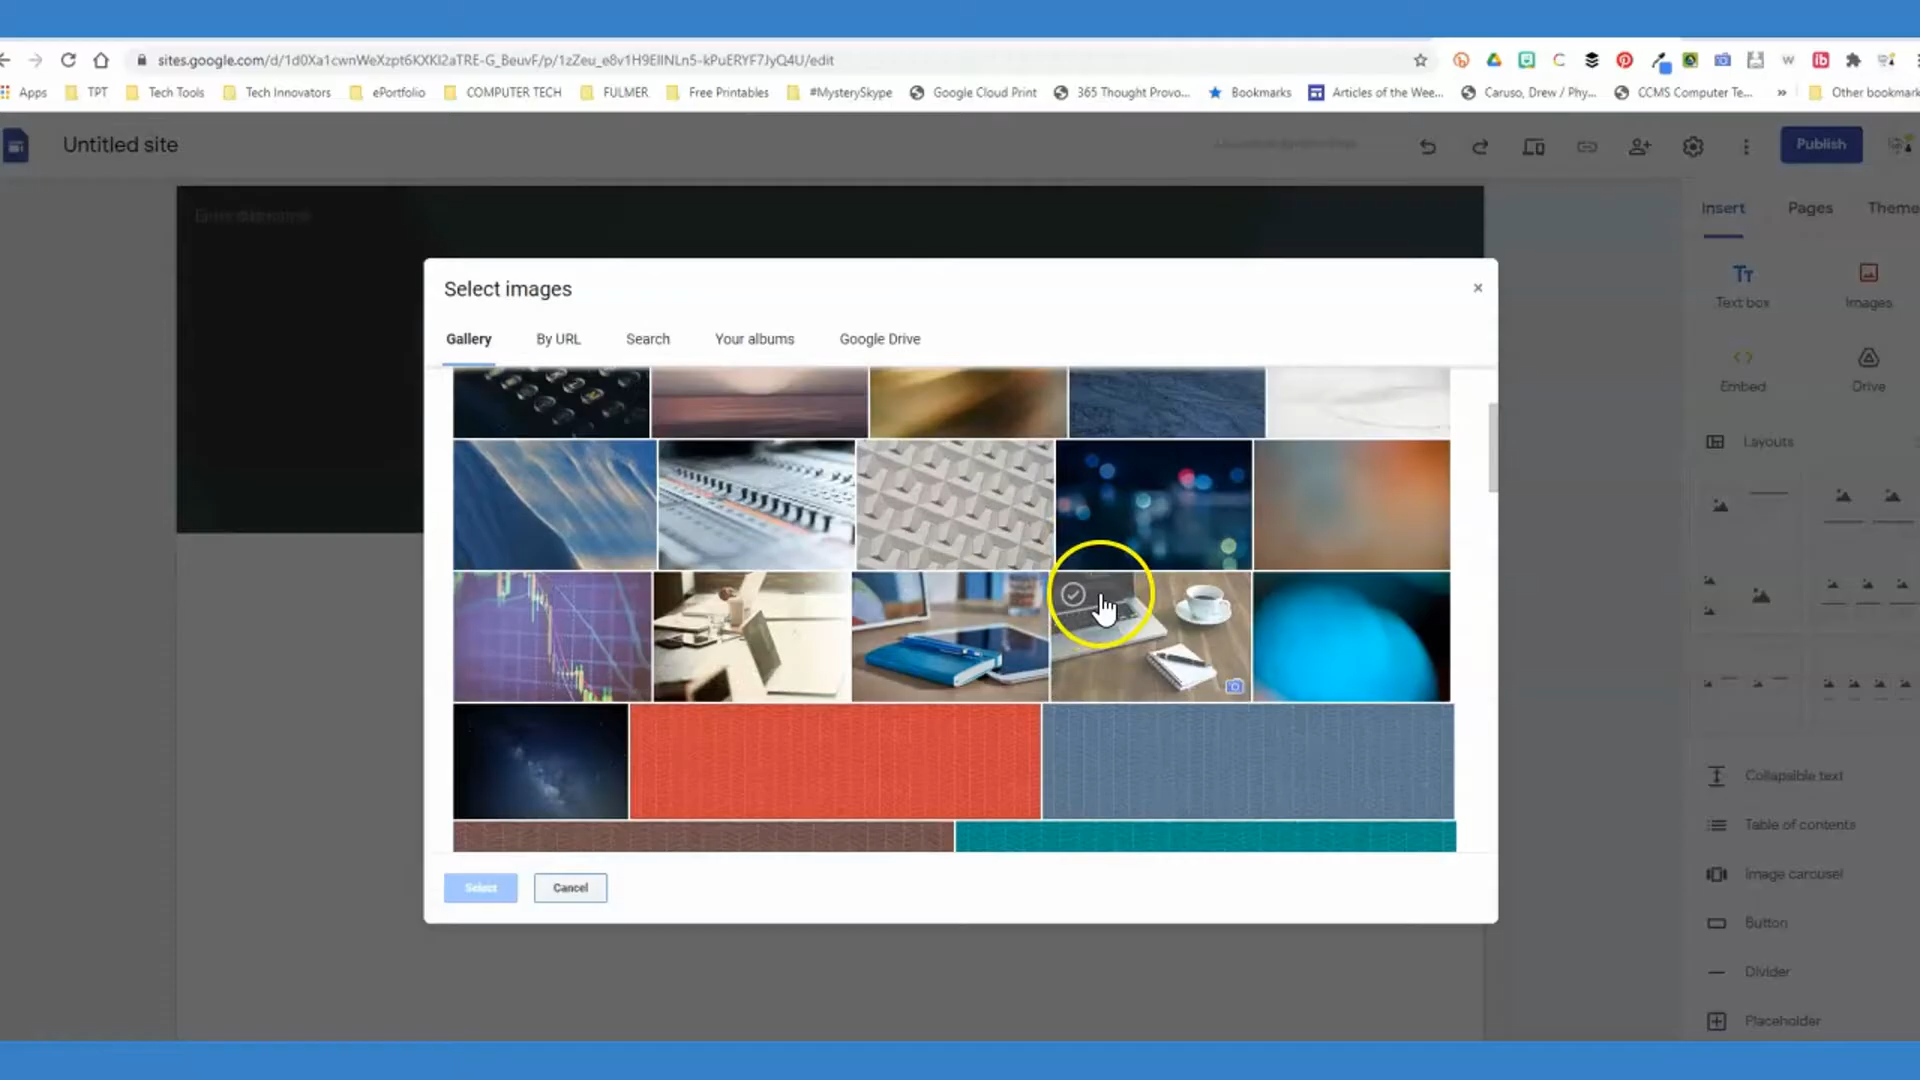 sites.google.com/d/1d0Xa1cwnWeXzpt6KXKl2aTRE-G_BeuvF/p/1zZeu_e8v1H9EIlNLn5-kPuERYF7JyQ4U/edit
Apps TPT Tech Tools Tech Innovators ePortfolio COMPUTER TECH FULMER Free Printables #MysterySkype Google Cloud Print 365 Thought Provo... Bookmarks Articles of the Wee... Caruso, Drew / Phy... CCMS Computer Te... » Other bookmark
Untitled site
Publish
Insert Pages Theme
Select images
Gallery By URL Search Your albums Google Drive
Text box Images
Embed Drive
Layouts
Collapsible text
Table of contents
Image carousel
Button
Divider
Placeholder
Select Cancel